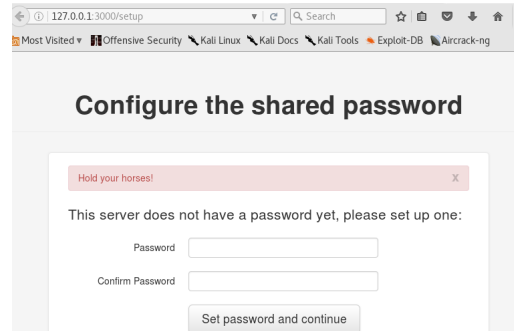 127.0.0.1:3000/setup Search
Most Visited Offensive Security Kali Linux Kali Docs Kali Tools Exploit-DB Aircrack-ng
Configure the shared password
Hold your horses! x
This server does not have a password yet, please set up one:
Password
Confirm Password
Set password and continue